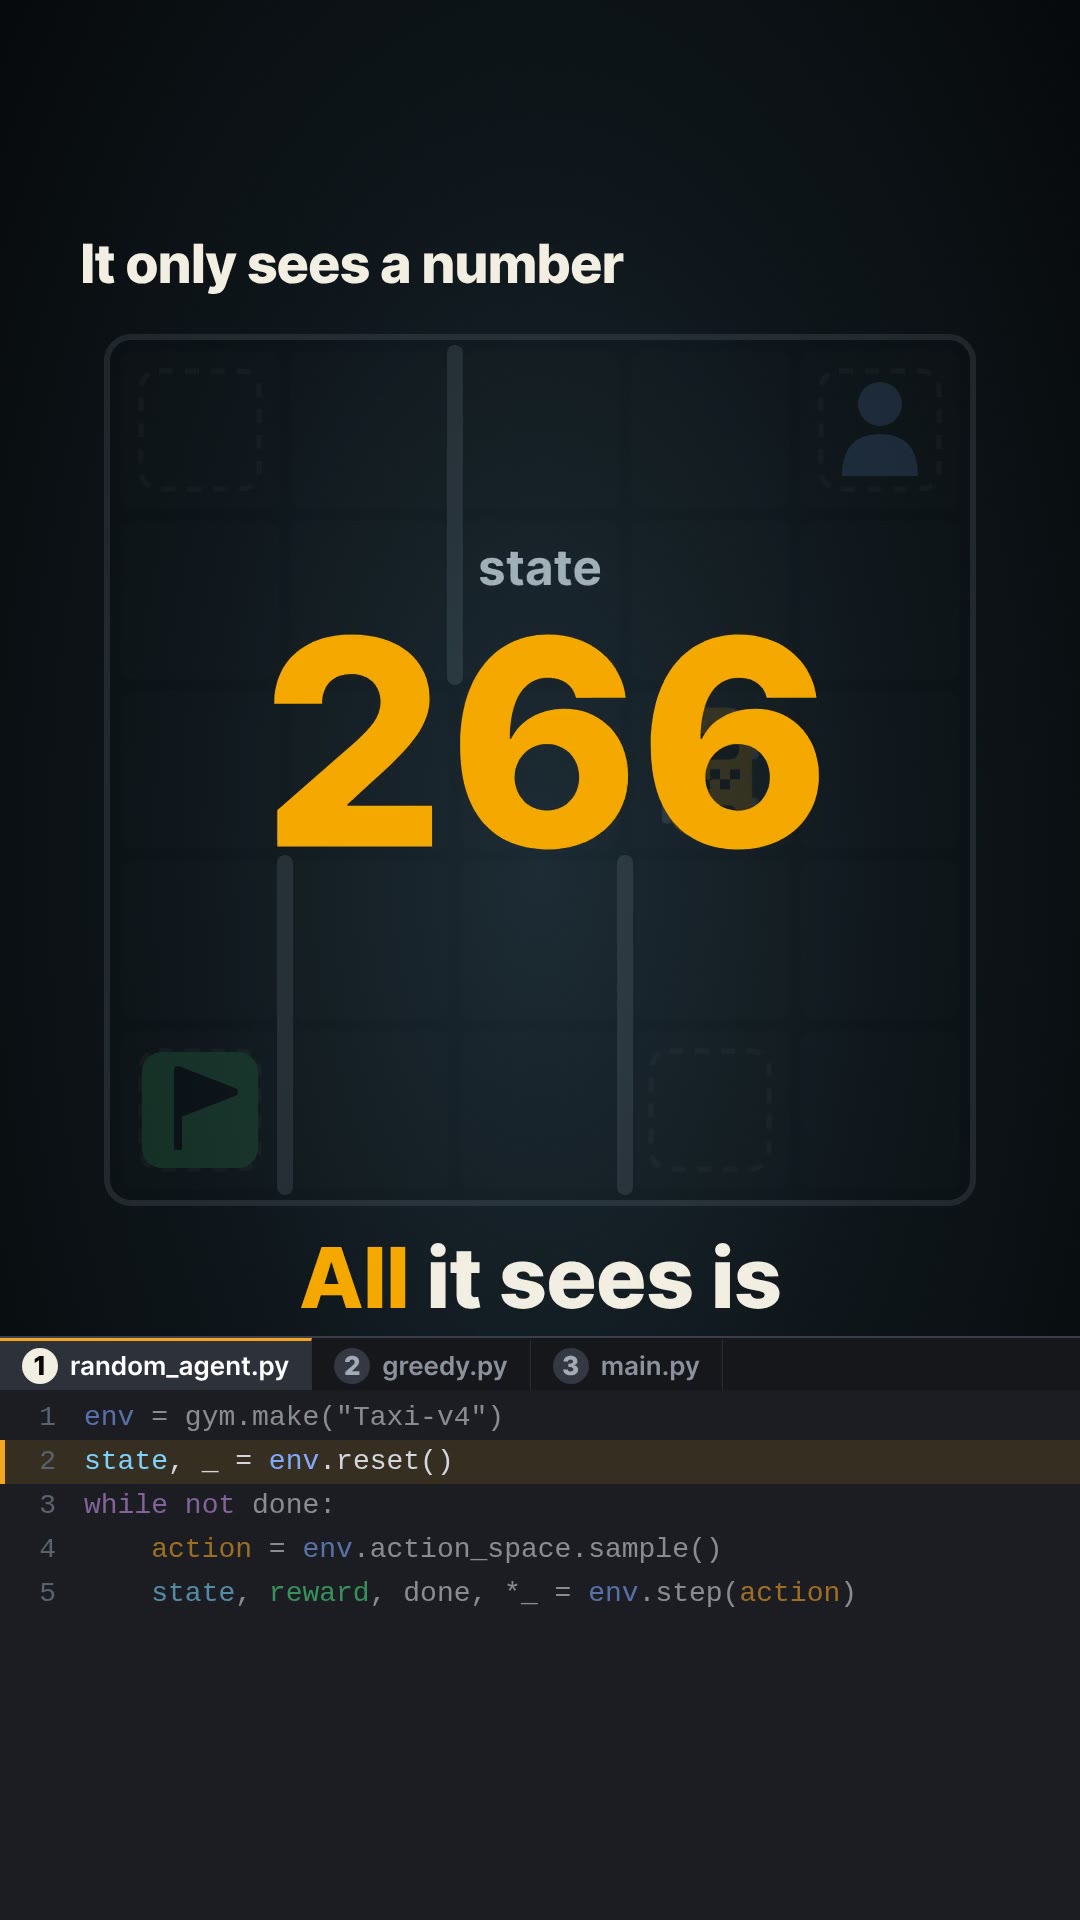 It only sees a number
state
266
All it sees is
1 random_agent.py 2 greedy.py 3 main.py
1 env = gym.make("Taxi-v4")
2 state, _ = env.reset()
3 while not done:
4     action = env.action_space.sample()
5     state, reward, done, *_ = env.step(action)